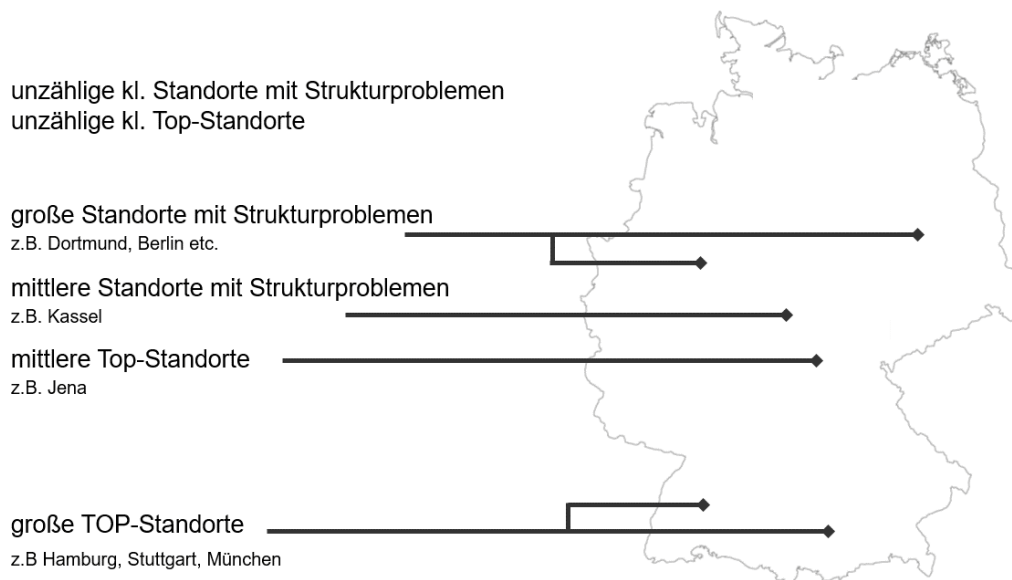 unzählige kl. Standorte mit Strukturproblemen
unzählige kl. Top-Standorte
große Standorte mit Strukturproblemen
z.B. Dortmund, Berlin etc.
mittlere Standorte mit Strukturproblemen
z.B. Kassel
mittlere Top-Standorte
z.B. Jena
große TOP-Standorte
z.B Hamburg, Stuttgart, München